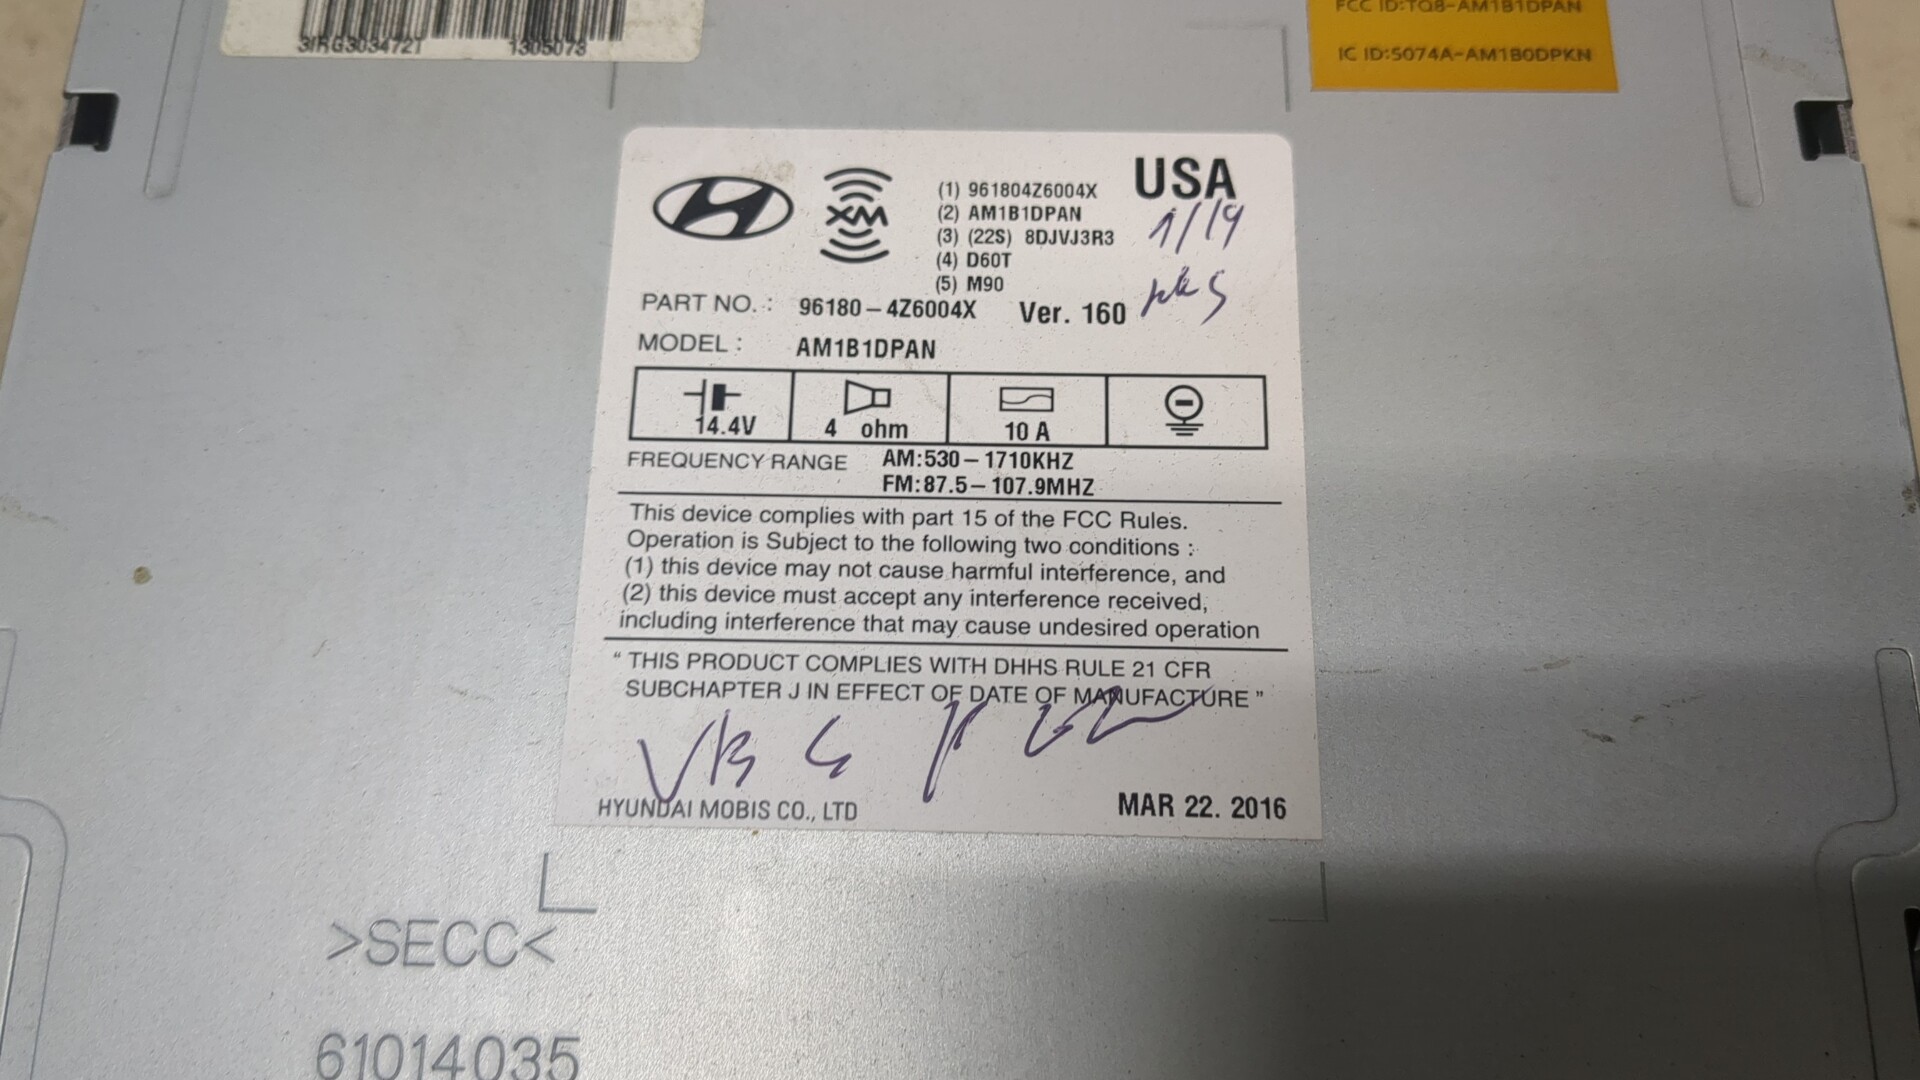 3IRG303472T 1305073
FCC ID:TQ8-AM1B1DPAN
IC ID:5074A-AM1B0DPKN
XM
(1) 961804Z6004X
(2) AM1B1DPAN
(3) (22S) 8DJVJ3R3
(4) D60T
(5) M90
USA
1/19
PART NO. : 96180-4Z6004X Ver. 160
MODEL : AM1B1DPAN
14.4V 4 ohm 10 A
FREQUENCY RANGE AM:530-1710KHZ
FM:87.5-107.9MHZ
This device complies with part 15 of the FCC Rules.
Operation is Subject to the following two conditions :
(1) this device may not cause harmful interference, and
(2) this device must accept any interference received,
including interference that may cause undesired operation
" THIS PRODUCT COMPLIES WITH DHHS RULE 21 CFR
SUBCHAPTER J IN EFFECT OF DATE OF MANUFACTURE "
HYUNDAI MOBIS CO., LTD MAR 22. 2016
>SECC<
61014035